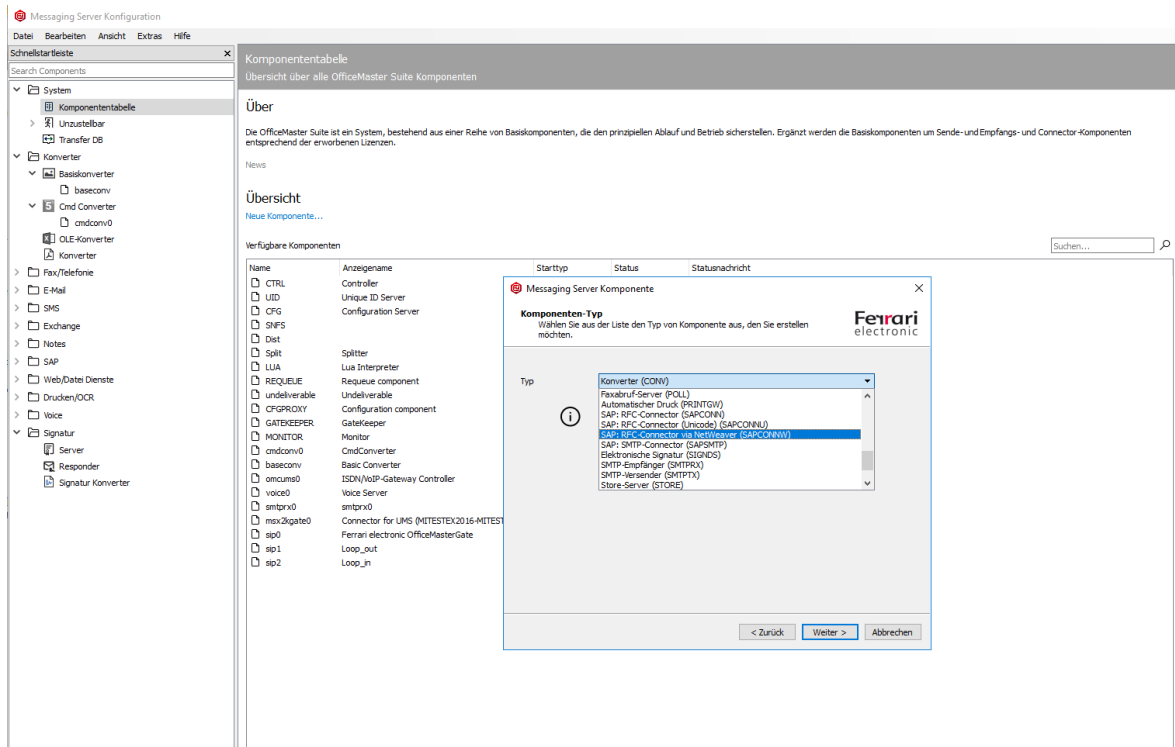 Messaging Server Konfiguration
Datei Bearbeiten Ansicht Extras Hilfe
Schnellstartleiste
Search Components
System
Komponententabelle
Unzustellbar
Transfer DB
Konverter
Basiskonverter
baseconv
Cmd Converter
cmdconv0
OLE-Konverter
Konverter
Fax/Telefonie
E-Mail
SMS
Exchange
Notes
SAP
Web/Datei Dienste
Drucken/OCR
Voice
Signatur
Server
Responder
Signatur Konverter
Komponententabelle
Übersicht über alle OfficeMaster Suite Komponenten
Über
Die OfficeMaster Suite ist ein System, bestehend aus einer Reihe von Basiskomponenten, die den prinzipiellen Ablauf und Betrieb sicherstellen. Ergänzt werden die Basiskomponenten um Sende- und Empfangs- und Connector-Komponenten
entsprechend der erworbenen Lizenzen.
News
Übersicht
Neue Komponente...
Verfügbare Komponenten
Suchen...
Name Anzeigename Starttyp Status Statusnachricht
CTRL Controller
UID Unique ID Server
CFG Configuration Server
SNFS
Dist
Split Splitter
LUA Lua Interpreter
REQUEUE Requeue component
undeliverable Undeliverable
CFGPROXY Configuration component
GATEKEEPER GateKeeper
MONITOR Monitor
cmdconv0 CmdConverter
baseconv Basic Converter
omcums0 ISDN/VoIP-Gateway Controller
voice0 Voice Server
smtprx0 smtprx0
msx2kgate0 Connector for UMS (MITESTEX2016-MITEST
sip0 Ferrari electronic OfficeMasterGate
sip1 Loop_out
sip2 Loop_in
Messaging Server Komponente
Komponenten-Typ
Wählen Sie aus der Liste den Typ von Komponente aus, den Sie erstellen
möchten.
Ferrari
electronic
Typ
Konverter (CONV)
Faxabruf-Server (POLL)
Automatischer Druck (PRINTGW)
SAP: RFC-Connector (SAPCONN)
SAP: RFC-Connector (Unicode) (SAPCONNU)
SAP: RFC-Connector via NetWeaver (SAPCONNW)
SAP: SMTP-Connector (SAPSMTP)
Elektronische Signatur (SIGNDS)
SMTP-Empfänger (SMTPRX)
SMTP-Versender (SMTPTX)
Store-Server (STORE)
< Zurück
Weiter >
Abbrechen